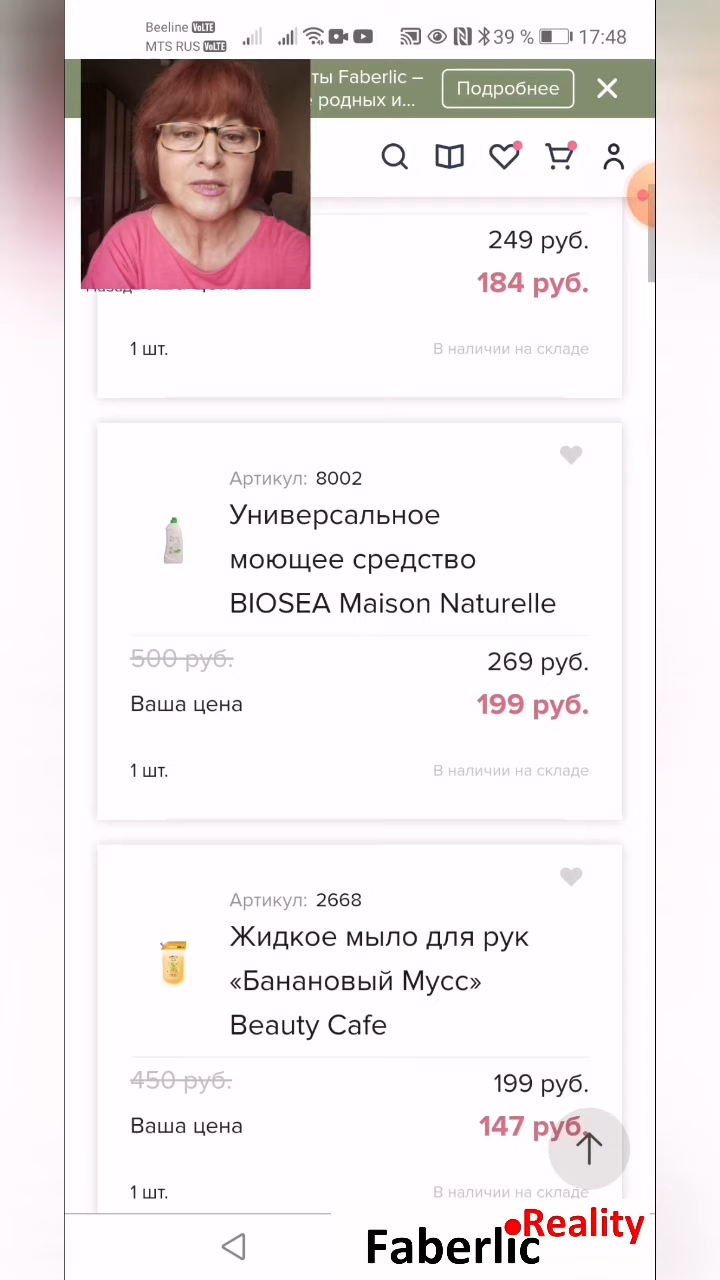 Beeline VoLTE
MTS RUS VoLTE
39 % 17:48
ты Faberlic –
родных и...
Подробнее
249 руб.
184 руб.
1 шт.
В наличии на складе
Артикул: 8002
Универсальное
моющее средство
BIOSEA Maison Naturelle
500 руб.
269 руб.
Ваша цена
199 руб.
1 шт.
В наличии на складе
Артикул: 2668
Жидкое мыло для рук
«Банановый Мусс»
Beauty Cafe
450 руб.
199 руб.
Ваша цена
147 руб.
1 шт.
В наличии на складе
Reality
Faberlic